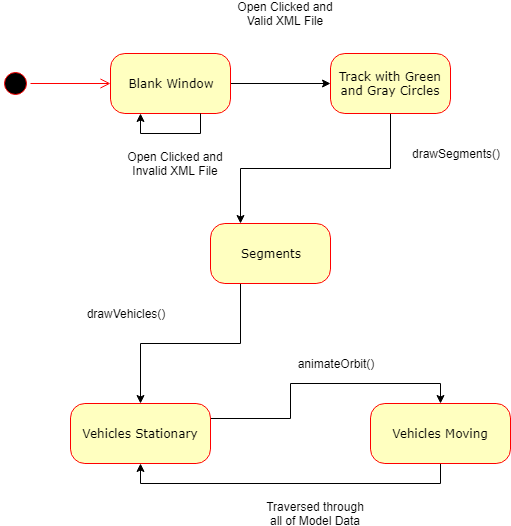 Open Clicked and
Valid XML File
Blank Window
Track with Green
and Gray Circles
Open Clicked and
Invalid XML File
drawSegments()
Segments
drawVehicles()
animateOrbit()
Vehicles Stationary
Vehicles Moving
Traversed through
all of Model Data